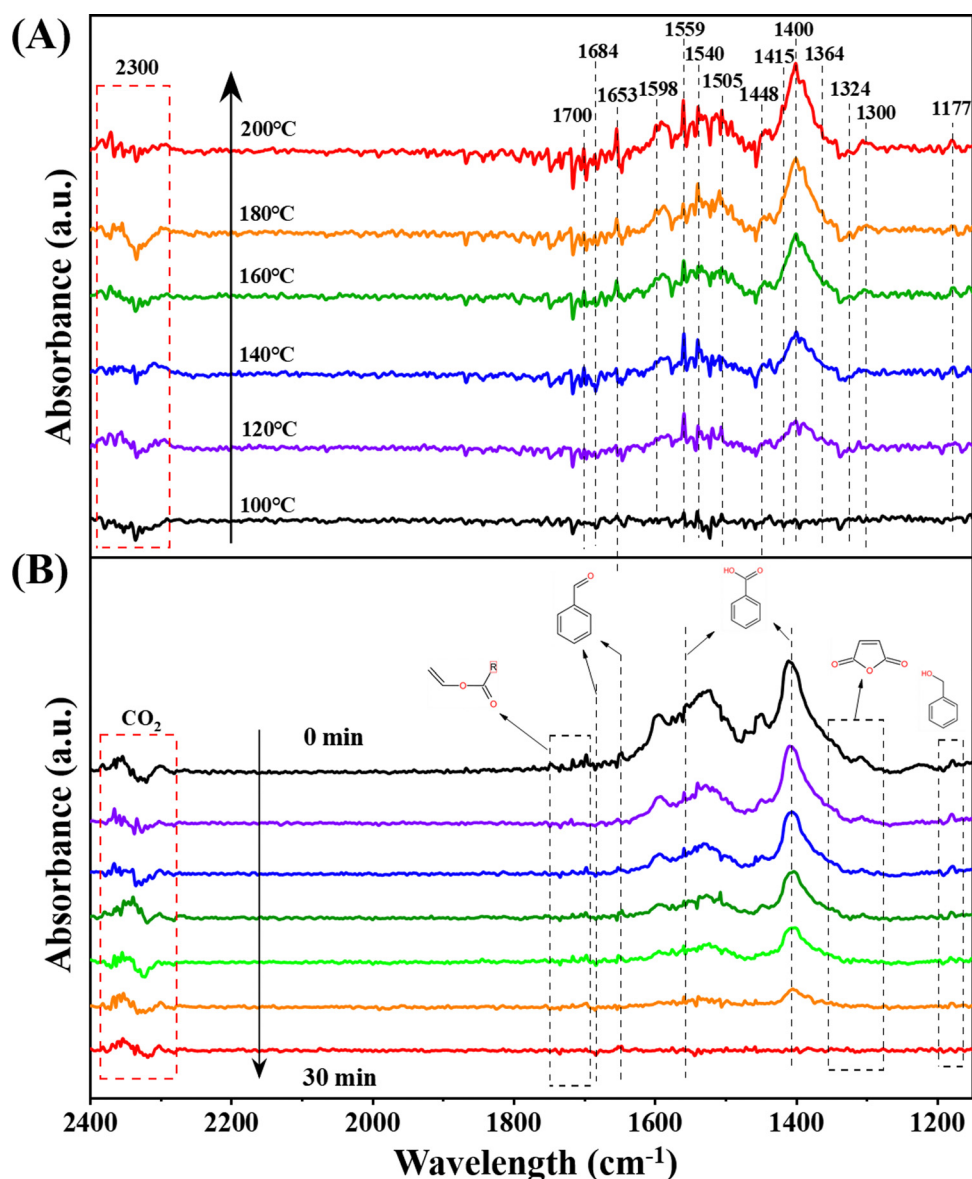 (A)
2300
1700
1684
1653
1598
1559
1540
1505
1448
1415
1400
1364
1324
1300
1177
200°C
180°C
160°C
140°C
120°C
100°C
Absorbance (a.u.)
(B)
R
O
O
O
HO
O
O
O
O
HO
CO2
0 min
30 min
Absorbance (a.u.)
2400
2200
2000
1800
1600
1400
1200
Wavelength (cm-1)